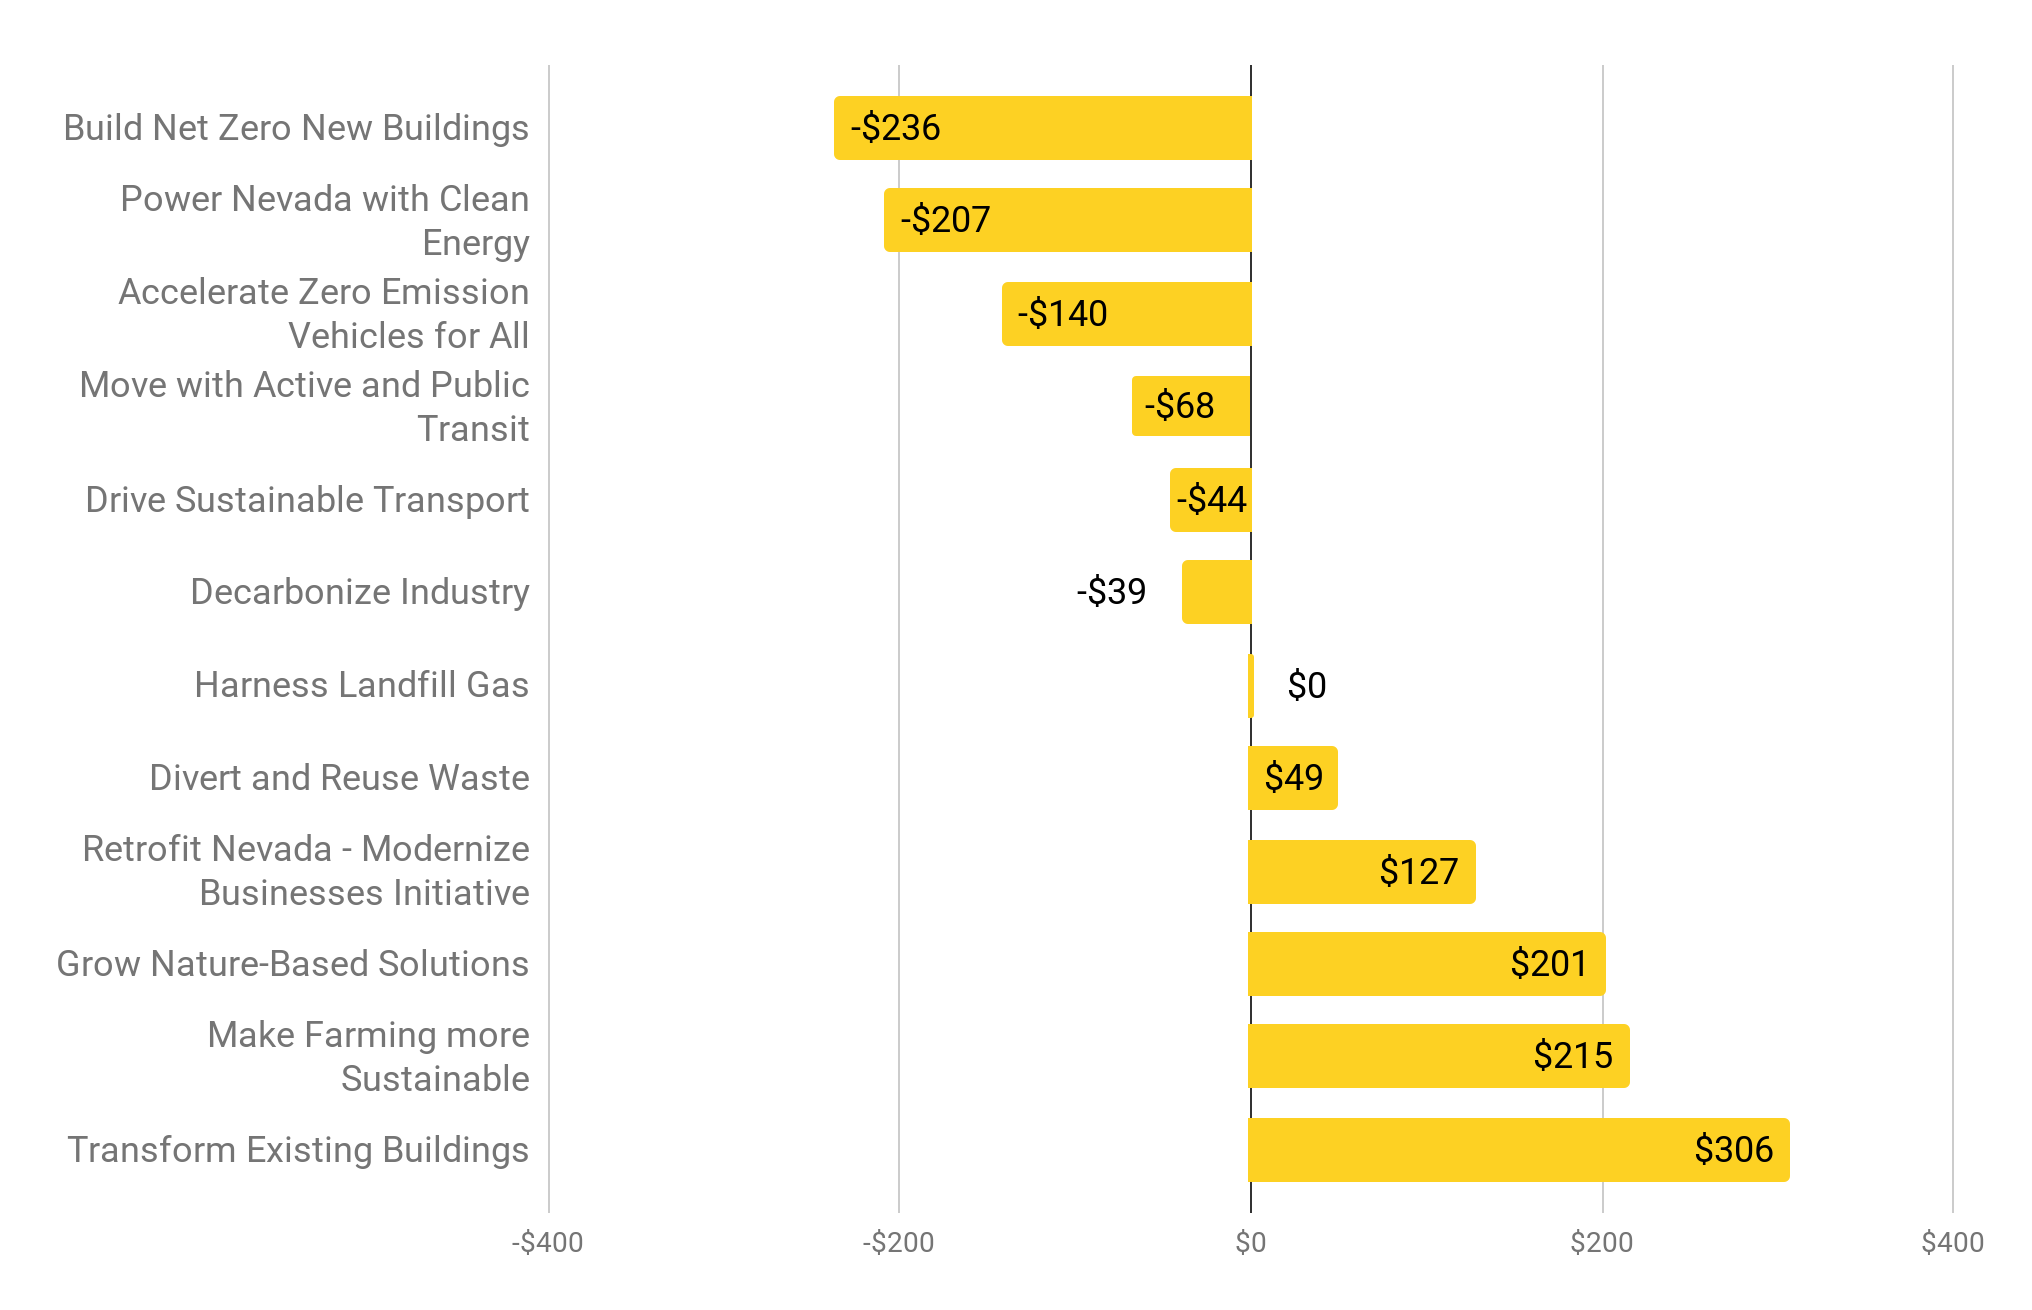 Build Net Zero New Buildings
-$236
Power Nevada with Clean
Energy
-$207
Accelerate Zero Emission
Vehicles for All
-$140
Move with Active and Public
Transit
-$68
Drive Sustainable Transport
-$44
Decarbonize Industry
-$39
Harness Landfill Gas
$0
Divert and Reuse Waste
$49
Retrofit Nevada - Modernize
Businesses Initiative
$127
Grow Nature-Based Solutions
$201
Make Farming more
Sustainable
$215
Transform Existing Buildings
$306
-$400
-$200
$0
$200
$400